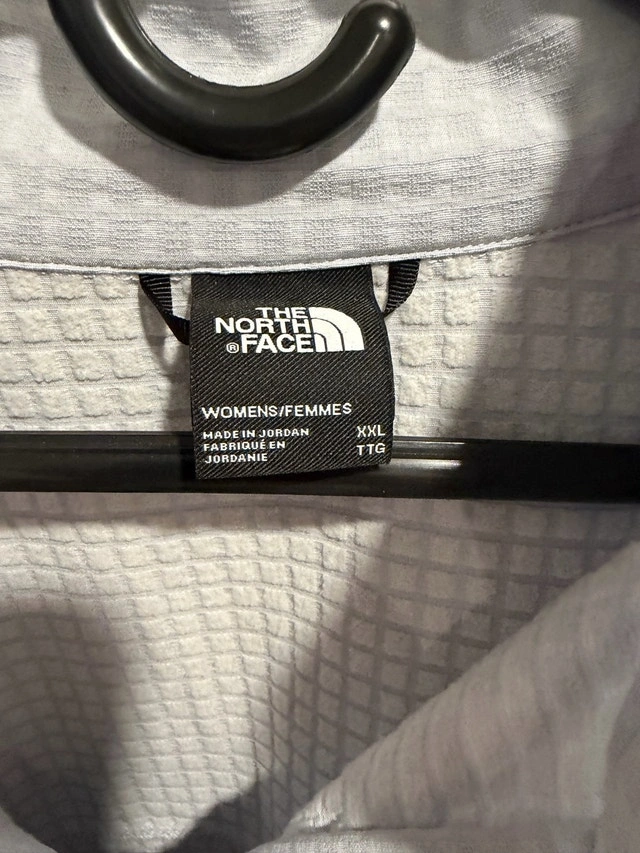 THE
NORTH
®FACE
WOMENS/FEMMES
MADE IN JORDAN XXL
FABRIQUÉ EN TTG
JORDANIE